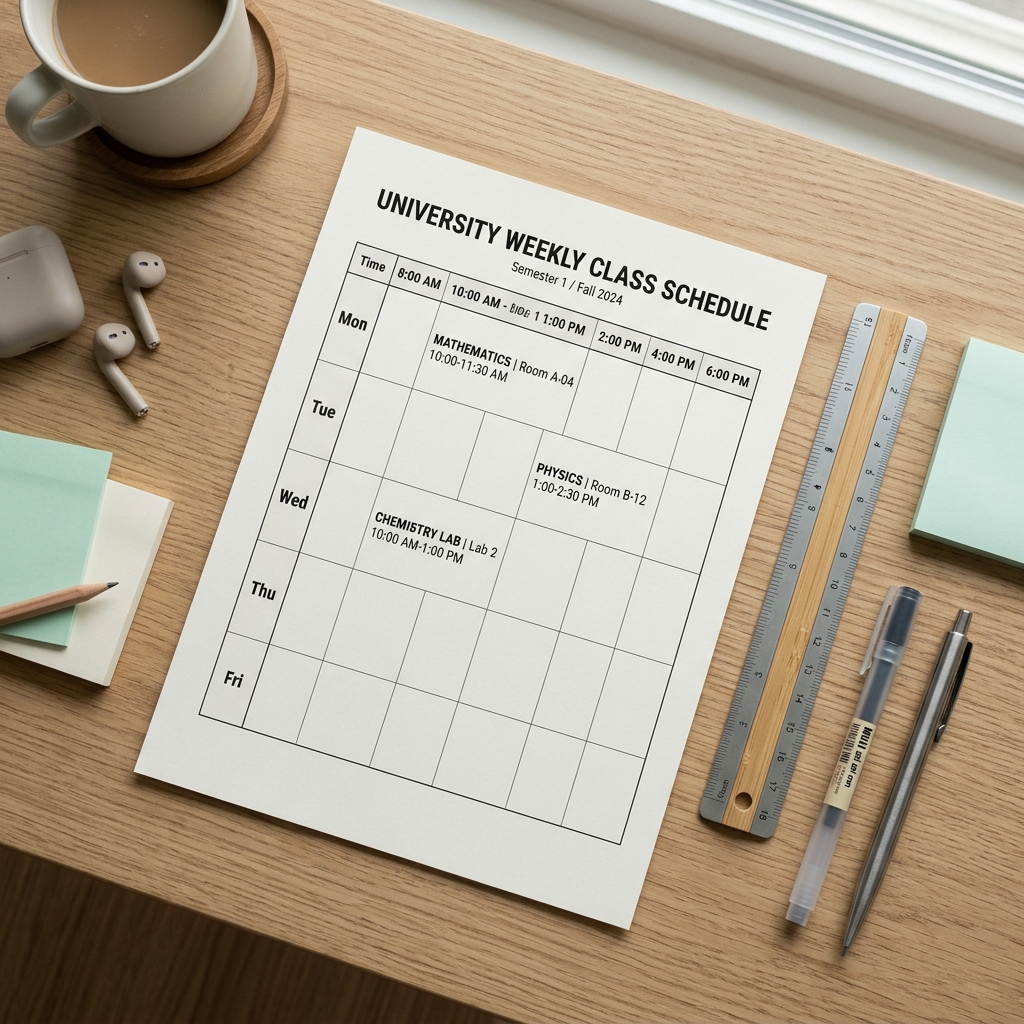 UNIVERSITY WEEKLY CLASS SCHEDULE
Semester 1 / Fall 2024
Time 8:00 AM 10:00 AM - 1 1:00 PM 2:00 PM 4:00 PM 6:00 PM
Mon
MATHEMATICS | Room A-04
10:00-11:30 AM
Tue
PHYSICS | Room B-12
1:00-2:30 PM
Wed
CHEMISTRY LAB | Lab 2
10:00 AM-1:00 PM
Thu
Fri